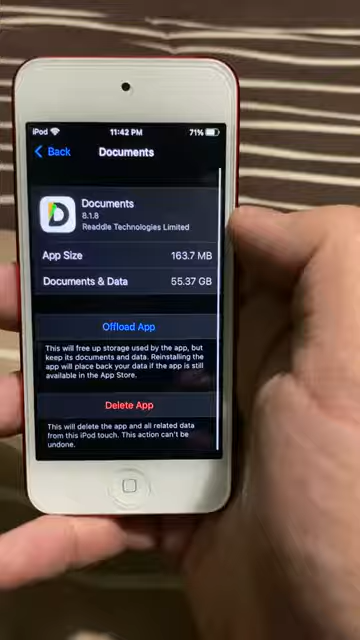 iPod 11:42 PM 71%
Back Documents
Documents
8.1.8
Readdle Technologies Limited
App Size 163.7 MB
Documents & Data 55.37 GB
Offload App
This will free up storage used by the app, but
keep its documents and data. Reinstalling the
app will place back your data if the app is still
available in the App Store.
Delete App
This will delete the app and all related data
from this iPod touch. This action can't be
undone.